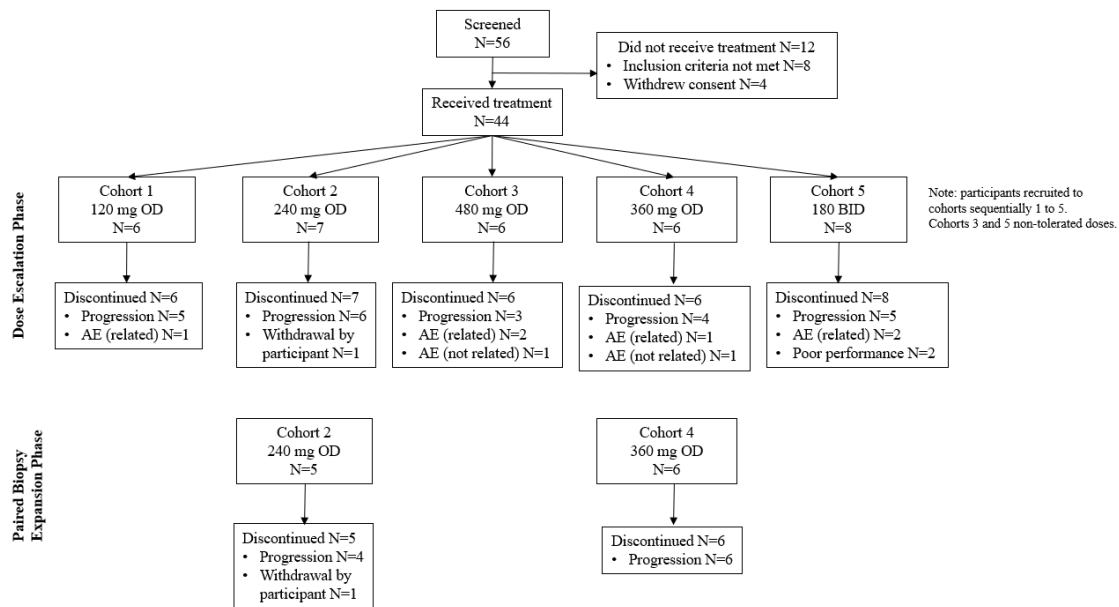 Screened
N=56
Did not receive treatment N=12
• Inclusion criteria not met N=8
• Withdrew consent N=4
Received treatment
N=44
Dose Escalation Phase
Cohort 1
120 mg OD
N=6
Cohort 2
240 mg OD
N=7
Cohort 3
480 mg OD
N=6
Cohort 4
360 mg OD
N=6
Cohort 5
180 BID
N=8
Note: participants recruited to
cohorts sequentially 1 to 5.
Cohorts 3 and 5 non-tolerated doses.
Discontinued N=6
• Progression N=5
• AE (related) N=1
Discontinued N=7
• Progression N=6
• Withdrawal by
participant N=1
Discontinued N=6
• Progression N=3
• AE (related) N=2
• AE (not related) N=1
Discontinued N=6
• Progression N=4
• AE (related) N=1
• AE (not related) N=1
Discontinued N=8
• Progression N=5
• AE (related) N=2
• Poor performance N=2
Paired Biopsy
Expansion Phase
Cohort 2
240 mg OD
N=5
Cohort 4
360 mg OD
N=6
Discontinued N=5
• Progression N=4
• Withdrawal by
participant N=1
Discontinued N=6
• Progression N=6